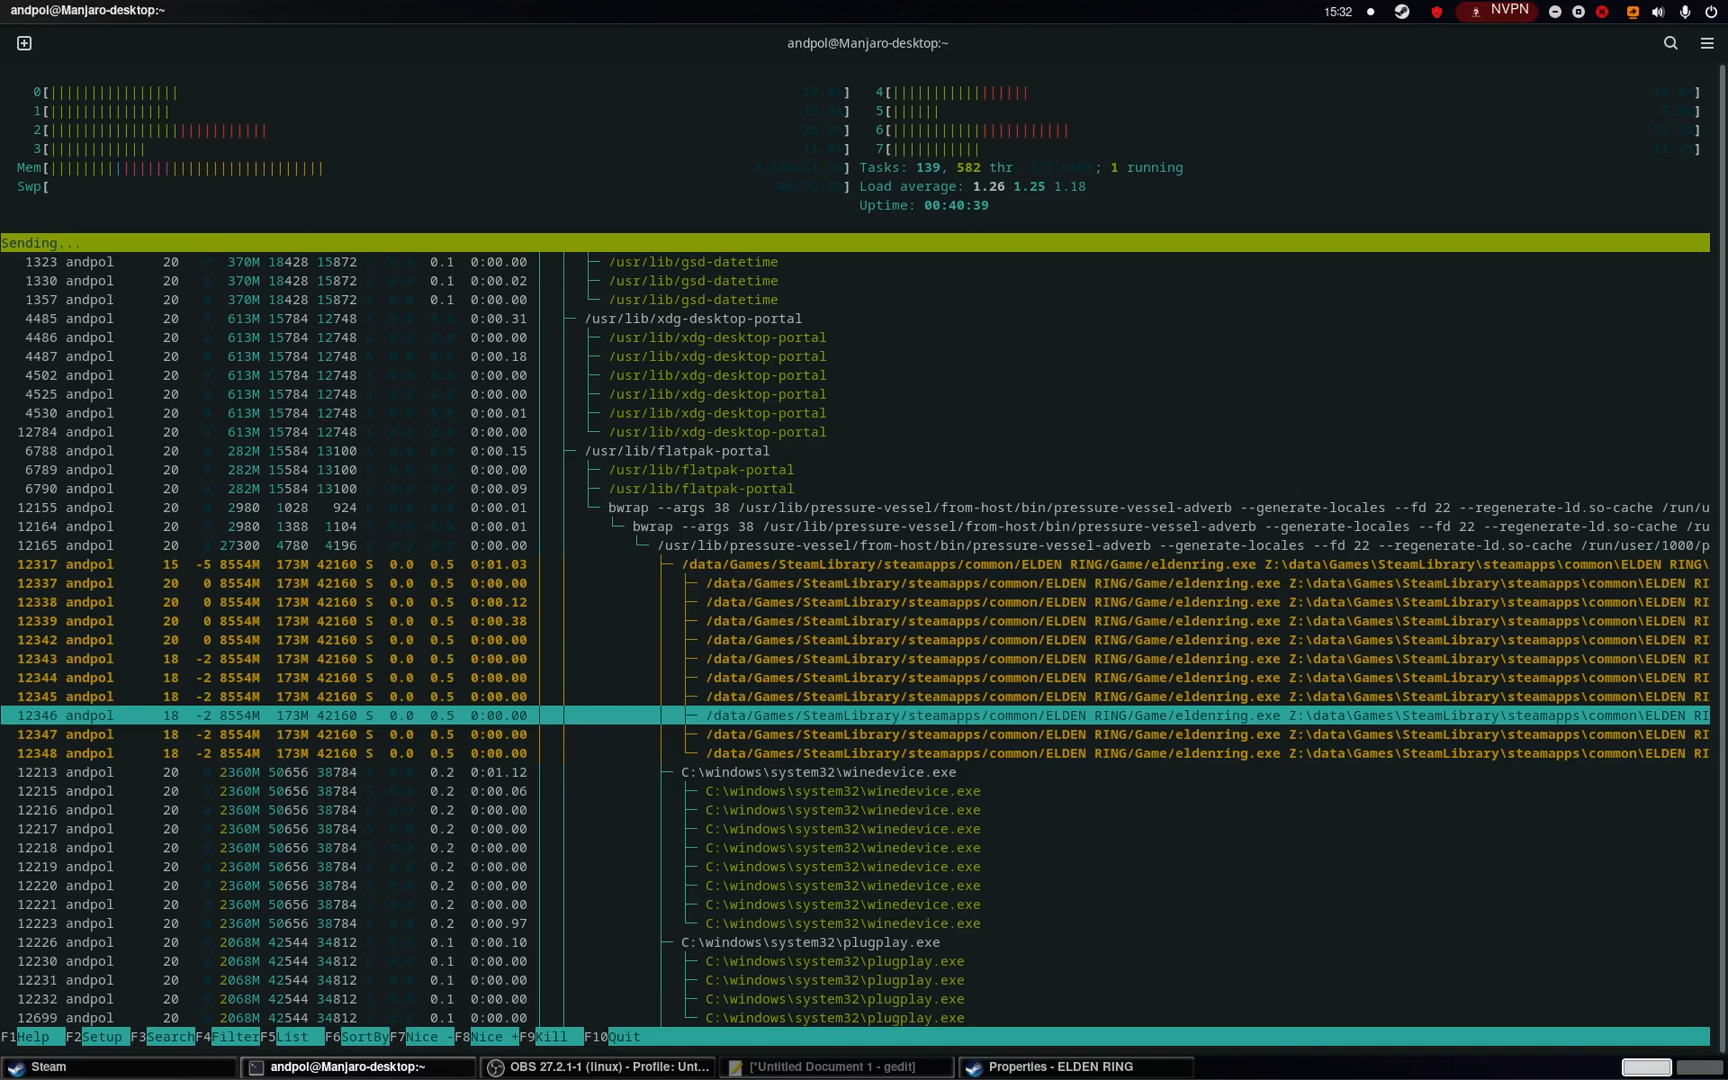 andpol@Manjaro-desktop:~
15:32
NVPN
andpol@Manjaro-desktop:~
0[ ] 4[ ]
1[ ] 5[ ]
2[ ] 6[ ]
3[ ] 7[ ]
Mem[ ] Tasks: 139, 582 thr; 1 running
Swp[ ] Load average: 1.26 1.25 1.18
Uptime: 00:40:39
Sending...
1323 andpol 20 370M 18428 15872 0.1 0:00.00 /usr/lib/gsd-datetime
1330 andpol 20 370M 18428 15872 0.1 0:00.02 /usr/lib/gsd-datetime
1357 andpol 20 370M 18428 15872 0.1 0:00.00 /usr/lib/gsd-datetime
4485 andpol 20 613M 15784 12748 0:00.31 /usr/lib/xdg-desktop-portal
4486 andpol 20 613M 15784 12748 0:00.00 /usr/lib/xdg-desktop-portal
4487 andpol 20 613M 15784 12748 0:00.18 /usr/lib/xdg-desktop-portal
4502 andpol 20 613M 15784 12748 0:00.00 /usr/lib/xdg-desktop-portal
4525 andpol 20 613M 15784 12748 0:00.00 /usr/lib/xdg-desktop-portal
4530 andpol 20 613M 15784 12748 0:00.01 /usr/lib/xdg-desktop-portal
12784 andpol 20 613M 15784 12748 0:00.00 /usr/lib/xdg-desktop-portal
6788 andpol 20 282M 15584 13100 0:00.15 /usr/lib/flatpak-portal
6789 andpol 20 282M 15584 13100 0:00.00 /usr/lib/flatpak-portal
6790 andpol 20 282M 15584 13100 0:00.09 /usr/lib/flatpak-portal
12155 andpol 20 2980 1028 924 0:00.01 bwrap --args 38 /usr/lib/pressure-vessel/from-host/bin/pressure-vessel-adverb --generate-locales --fd 22 --regenerate-ld.so-cache /run/u
12164 andpol 20 2980 1388 1104 0:00.01 bwrap --args 38 /usr/lib/pressure-vessel/from-host/bin/pressure-vessel-adverb --generate-locales --fd 22 --regenerate-ld.so-cache /ru
12165 andpol 20 27300 4780 4196 0:00.00 /usr/lib/pressure-vessel/from-host/bin/pressure-vessel-adverb --generate-locales --fd 22 --regenerate-ld.so-cache /run/user/1000/p
12317 andpol 15 -5 8554M 173M 42160 S 0.0 0.5 0:01.03 /data/Games/SteamLibrary/steamapps/common/ELDEN RING/Game/eldenring.exe Z:\data\Games\SteamLibrary\steamapps\common\ELDEN RING\
12337 andpol 20 0 8554M 173M 42160 S 0.0 0.5 0:00.00 /data/Games/SteamLibrary/steamapps/common/ELDEN RING/Game/eldenring.exe Z:\data\Games\SteamLibrary\steamapps\common\ELDEN RI
12338 andpol 20 0 8554M 173M 42160 S 0.0 0.5 0:00.12 /data/Games/SteamLibrary/steamapps/common/ELDEN RING/Game/eldenring.exe Z:\data\Games\SteamLibrary\steamapps\common\ELDEN RI
12339 andpol 20 0 8554M 173M 42160 S 0.0 0.5 0:00.38 /data/Games/SteamLibrary/steamapps/common/ELDEN RING/Game/eldenring.exe Z:\data\Games\SteamLibrary\steamapps\common\ELDEN RI
12342 andpol 20 0 8554M 173M 42160 S 0.0 0.5 0:00.00 /data/Games/SteamLibrary/steamapps/common/ELDEN RING/Game/eldenring.exe Z:\data\Games\SteamLibrary\steamapps\common\ELDEN RI
12343 andpol 18 -2 8554M 173M 42160 S 0.0 0.5 0:00.00 /data/Games/SteamLibrary/steamapps/common/ELDEN RING/Game/eldenring.exe Z:\data\Games\SteamLibrary\steamapps\common\ELDEN RI
12344 andpol 18 -2 8554M 173M 42160 S 0.0 0.5 0:00.00 /data/Games/SteamLibrary/steamapps/common/ELDEN RING/Game/eldenring.exe Z:\data\Games\SteamLibrary\steamapps\common\ELDEN RI
12345 andpol 18 -2 8554M 173M 42160 S 0.0 0.5 0:00.00 /data/Games/SteamLibrary/steamapps/common/ELDEN RING/Game/eldenring.exe Z:\data\Games\SteamLibrary\steamapps\common\ELDEN RI
12346 andpol 18 -2 8554M 173M 42160 S 0.0 0.5 0:00.00 /data/Games/SteamLibrary/steamapps/common/ELDEN RING/Game/eldenring.exe Z:\data\Games\SteamLibrary\steamapps\common\ELDEN RI
12347 andpol 18 -2 8554M 173M 42160 S 0.0 0.5 0:00.00 /data/Games/SteamLibrary/steamapps/common/ELDEN RING/Game/eldenring.exe Z:\data\Games\SteamLibrary\steamapps\common\ELDEN RI
12348 andpol 18 -2 8554M 173M 42160 S 0.0 0.5 0:00.00 /data/Games/SteamLibrary/steamapps/common/ELDEN RING/Game/eldenring.exe Z:\data\Games\SteamLibrary\steamapps\common\ELDEN RI
12213 andpol 20 2360M 50656 38784 0.2 0:01.12 C:\windows\system32\winedevice.exe
12215 andpol 20 2360M 50656 38784 0.2 0:00.06 C:\windows\system32\winedevice.exe
12216 andpol 20 2360M 50656 38784 0.2 0:00.00 C:\windows\system32\winedevice.exe
12217 andpol 20 2360M 50656 38784 0.2 0:00.00 C:\windows\system32\winedevice.exe
12218 andpol 20 2360M 50656 38784 0.2 0:00.00 C:\windows\system32\winedevice.exe
12219 andpol 20 2360M 50656 38784 0.2 0:00.00 C:\windows\system32\winedevice.exe
12220 andpol 20 2360M 50656 38784 0.2 0:00.00 C:\windows\system32\winedevice.exe
12221 andpol 20 2360M 50656 38784 0.2 0:00.00 C:\windows\system32\winedevice.exe
12223 andpol 20 2360M 50656 38784 0.2 0:00.97 C:\windows\system32\winedevice.exe
12226 andpol 20 2068M 42544 34812 0.1 0:00.10 C:\windows\system32\plugplay.exe
12230 andpol 20 2068M 42544 34812 0.1 0:00.00 C:\windows\system32\plugplay.exe
12231 andpol 20 2068M 42544 34812 0.1 0:00.00 C:\windows\system32\plugplay.exe
12232 andpol 20 2068M 42544 34812 0.1 0:00.00 C:\windows\system32\plugplay.exe
12699 andpol 20 2068M 42544 34812 0.1 0:00.00 C:\windows\system32\plugplay.exe
F1Help F2Setup F3SearchF4FilterF5List F6SortByF7Nice -F8Nice +F9Kill F10Quit
Steam
andpol@Manjaro-desktop:~
OBS 27.2.1-1 (linux) - Profile: Unt...
[*Untitled Document 1 - gedit]
Properties - ELDEN RING